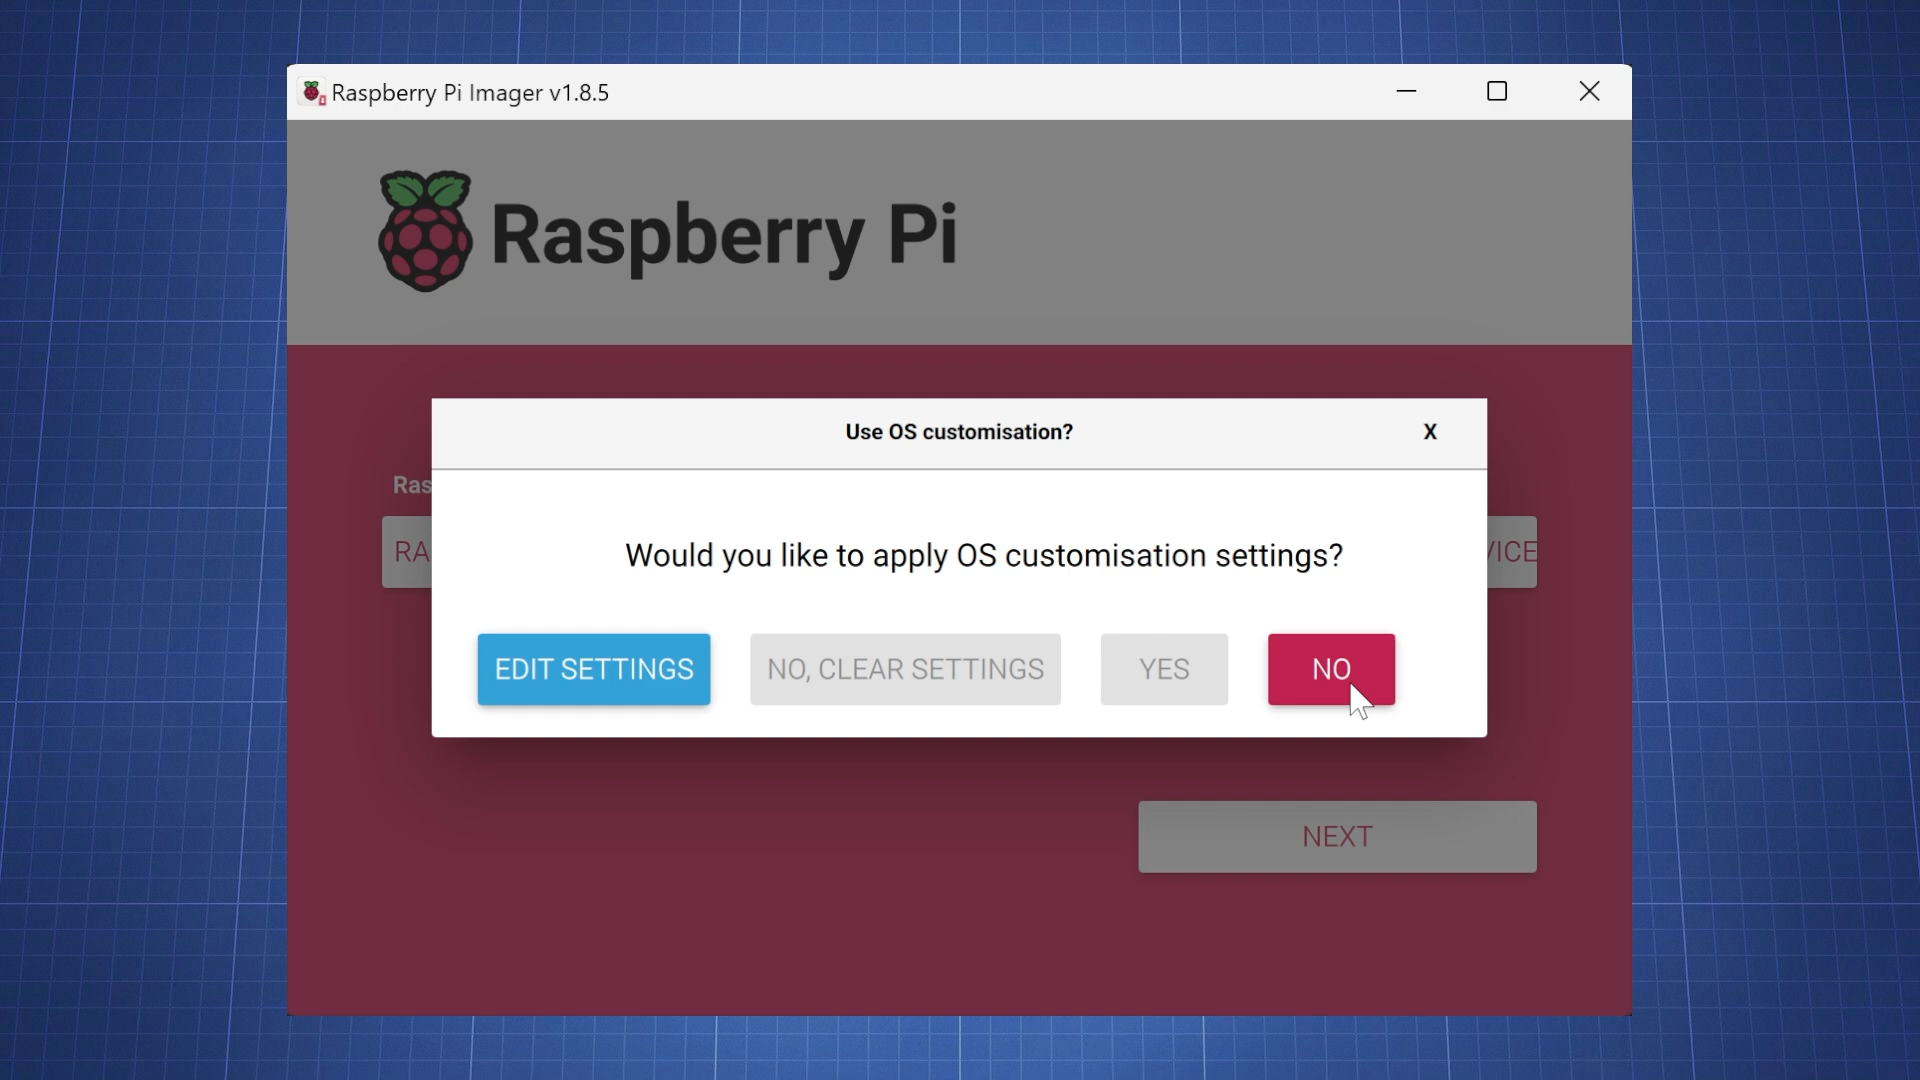 Raspberry Pi Imager v1.8.5
Raspberry Pi
Use OS customisation? X
Would you like to apply OS customisation settings?
EDIT SETTINGS NO, CLEAR SETTINGS YES NO
NEXT